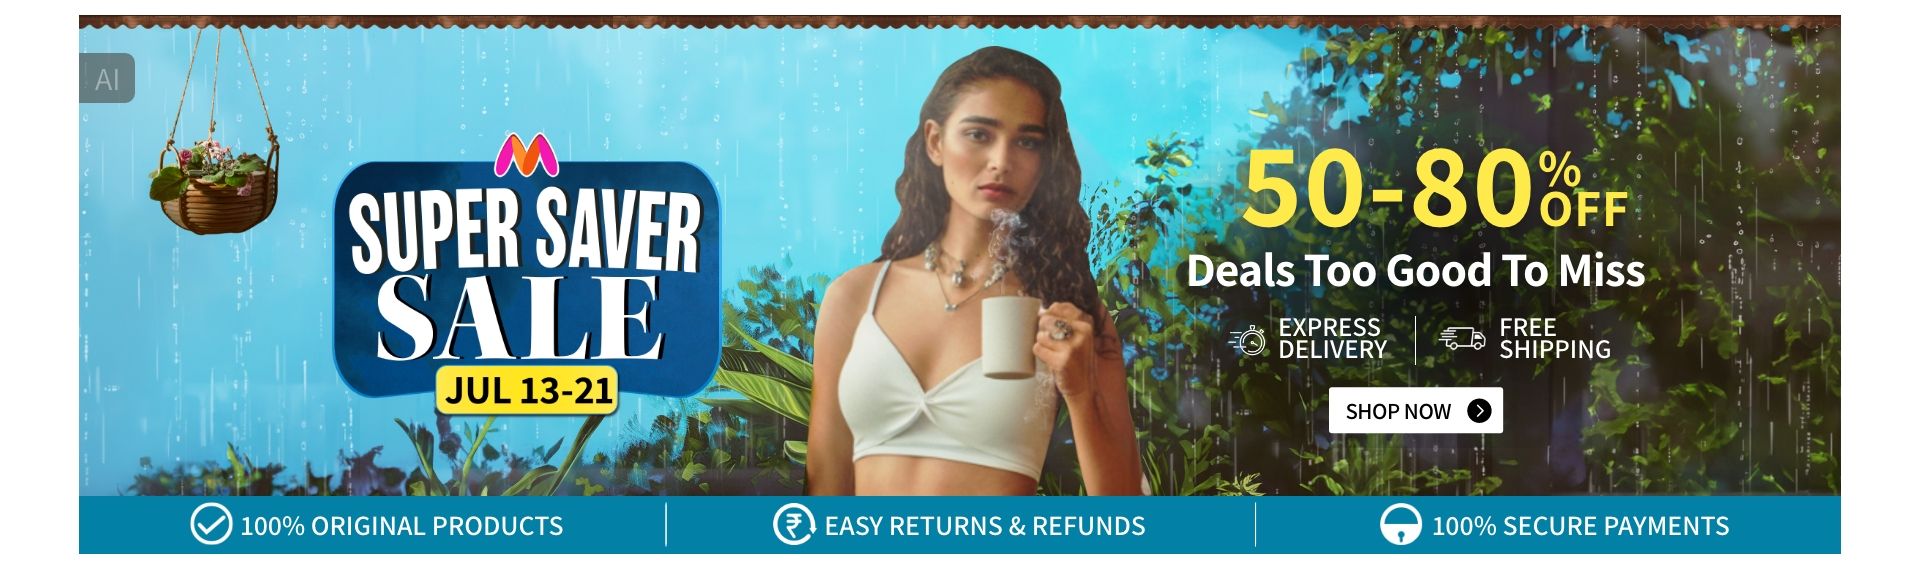 AI
SUPER SAVER
SALE
JUL 13-21
50-80% OFF
Deals Too Good To Miss
EXPRESS
DELIVERY
FREE
SHIPPING
SHOP NOW
100% ORIGINAL PRODUCTS
EASY RETURNS & REFUNDS
100% SECURE PAYMENTS